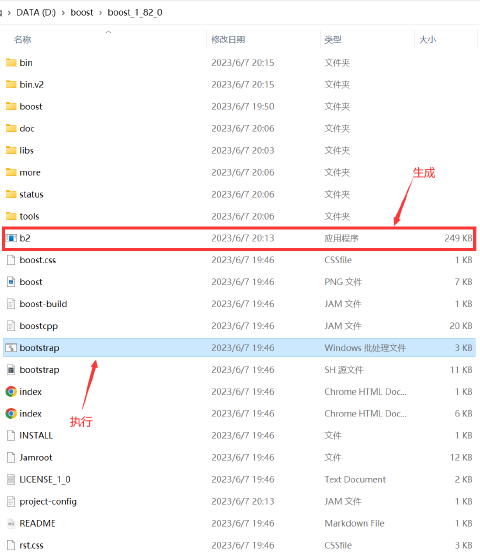 DATA (D:) > boost > boost_1_82_0
名称 修改日期 类型 大小
bin 2023/6/7 20:15 文件夹
bin.v2 2023/6/7 20:15 文件夹
boost 2023/6/7 19:50 文件夹
doc 2023/6/7 20:06 文件夹
libs 2023/6/7 20:03 文件夹
more 2023/6/7 20:06 文件夹
生成
status 2023/6/7 20:06 文件夹
tools 2023/6/7 20:06 文件夹
b2 2023/6/7 20:13 应用程序 249 KB
boost.css 2023/6/7 19:46 CSSfile 1 KB
boost 2023/6/7 19:46 PNG 文件 7 KB
boost-build 2023/6/7 19:46 JAM 文件 1 KB
boostcpp 2023/6/7 19:46 JAM 文件 20 KB
bootstrap 2023/6/7 19:46 Windows 批处理文件 3 KB
bootstrap 2023/6/7 19:46 SH 源文件 11 KB
index 2023/6/7 19:46 Chrome HTML Doc... 1 KB
index 2023/6/7 19:46 Chrome HTML Doc... 6 KB
执行
INSTALL 2023/6/7 19:46 文件 1 KB
Jamroot 2023/6/7 19:46 文件 12 KB
LICENSE_1_0 2023/6/7 19:46 Text Document 2 KB
project-config 2023/6/7 20:13 JAM 文件 1 KB
README 2023/6/7 19:46 Markdown File 1 KB
rst.css 2023/6/7 19:46 CSSfile 3 KB